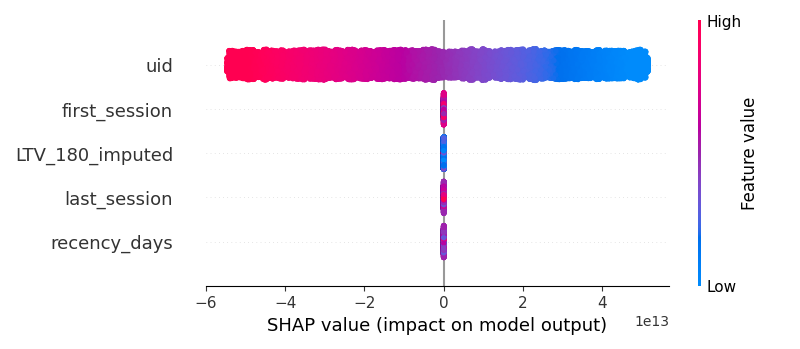 High
uid
first_session
LTV_180_imputed
last_session
recency_days
Feature value
Low
−6 −4 −2 0 2 4
1e13
SHAP value (impact on model output)